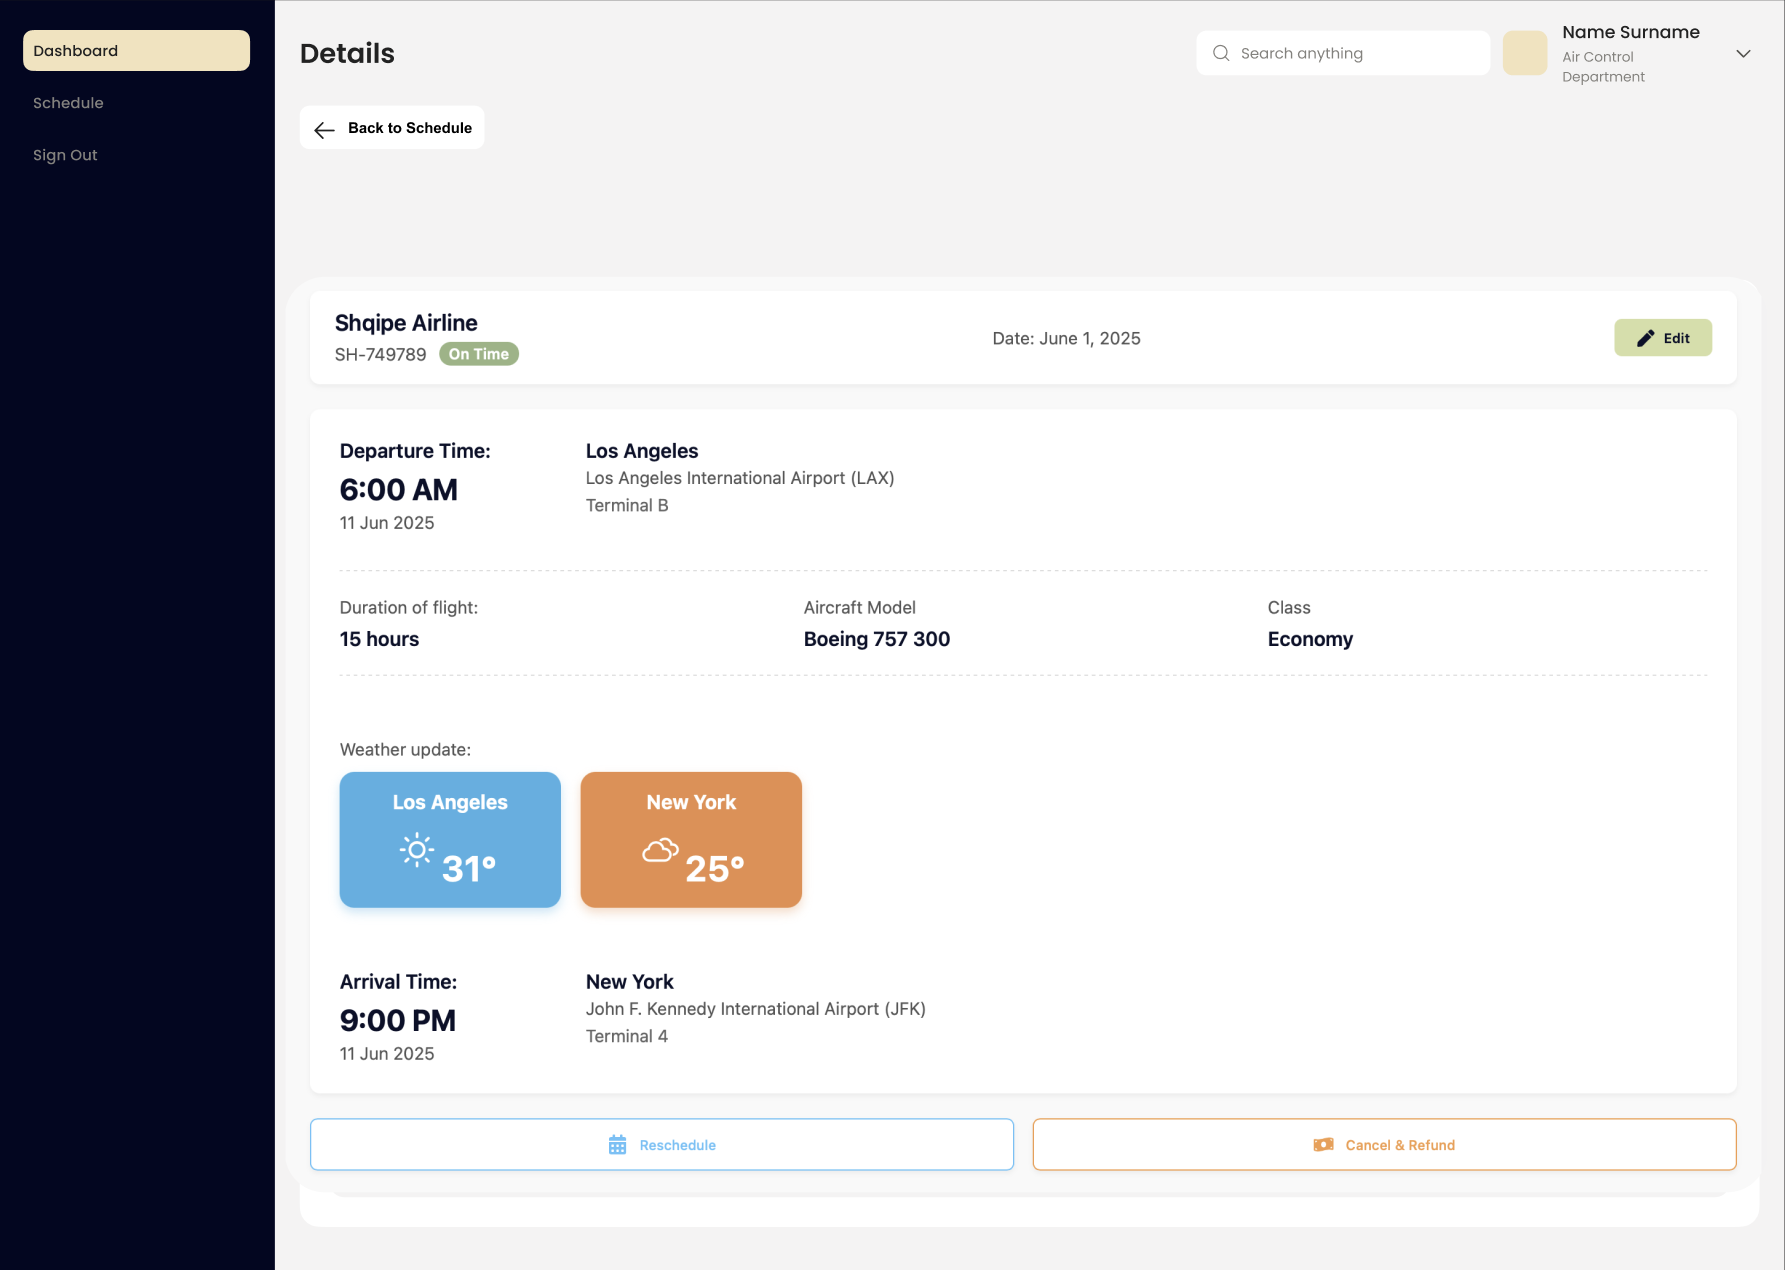 Dashboard
Schedule
Sign Out
Details
Search anything
Name Surname
Air Control
Department
Back to Schedule
Shqipe Airline
SH-749789 On Time
Date: June 1, 2025
Edit
Departure Time:
6:00 AM
11 Jun 2025
Los Angeles
Los Angeles International Airport (LAX)
Terminal B
Duration of flight:
15 hours
Aircraft Model
Boeing 757 300
Class
Economy
Weather update:
Los Angeles
31°
New York
25°
Arrival Time:
9:00 PM
11 Jun 2025
New York
John F. Kennedy International Airport (JFK)
Terminal 4
Reschedule
Cancel & Refund